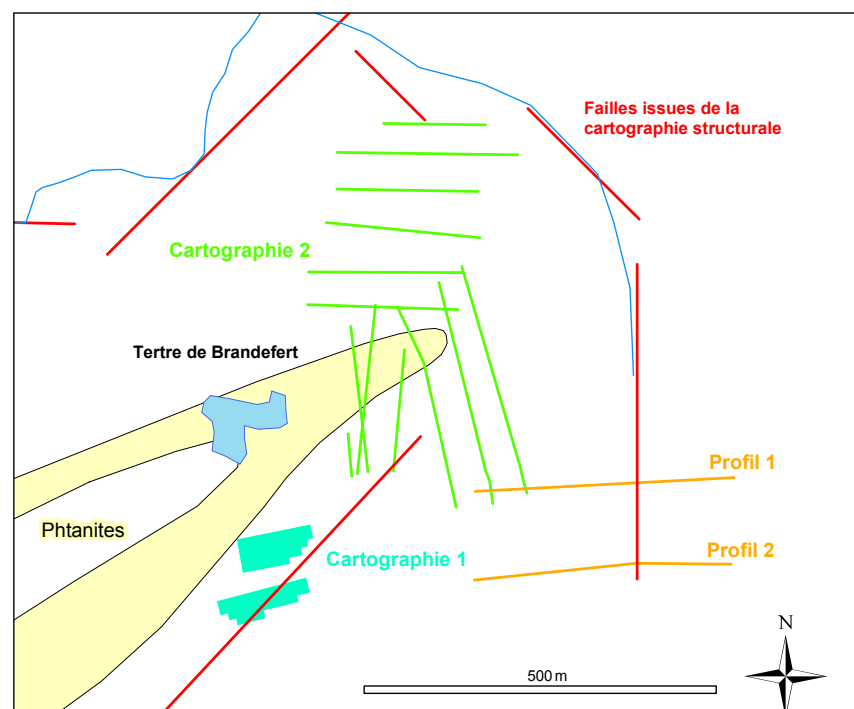 Failles issues de la
cartographie structurale
Cartographie 2
Tertre de Brandefert
Profil 1
Phtanites
Cartographie 1
Profil 2
N
500 m